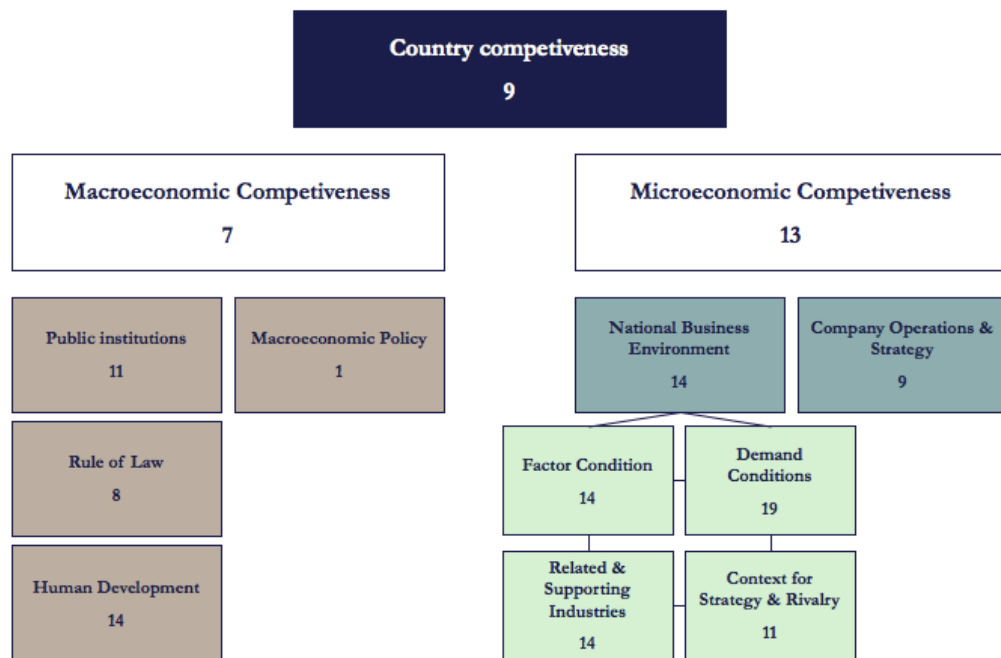 Country competiveness
9
Macroeconomic Competiveness
7
Microeconomic Competiveness
13
Public institutions
11
Macroeconomic Policy
1
National Business
Environment
14
Company Operations &
Strategy
9
Rule of Law
8
Factor Condition
14
Demand
Conditions
19
Human Development
14
Related &
Supporting
Industries
14
Context for
Strategy & Rivalry
11